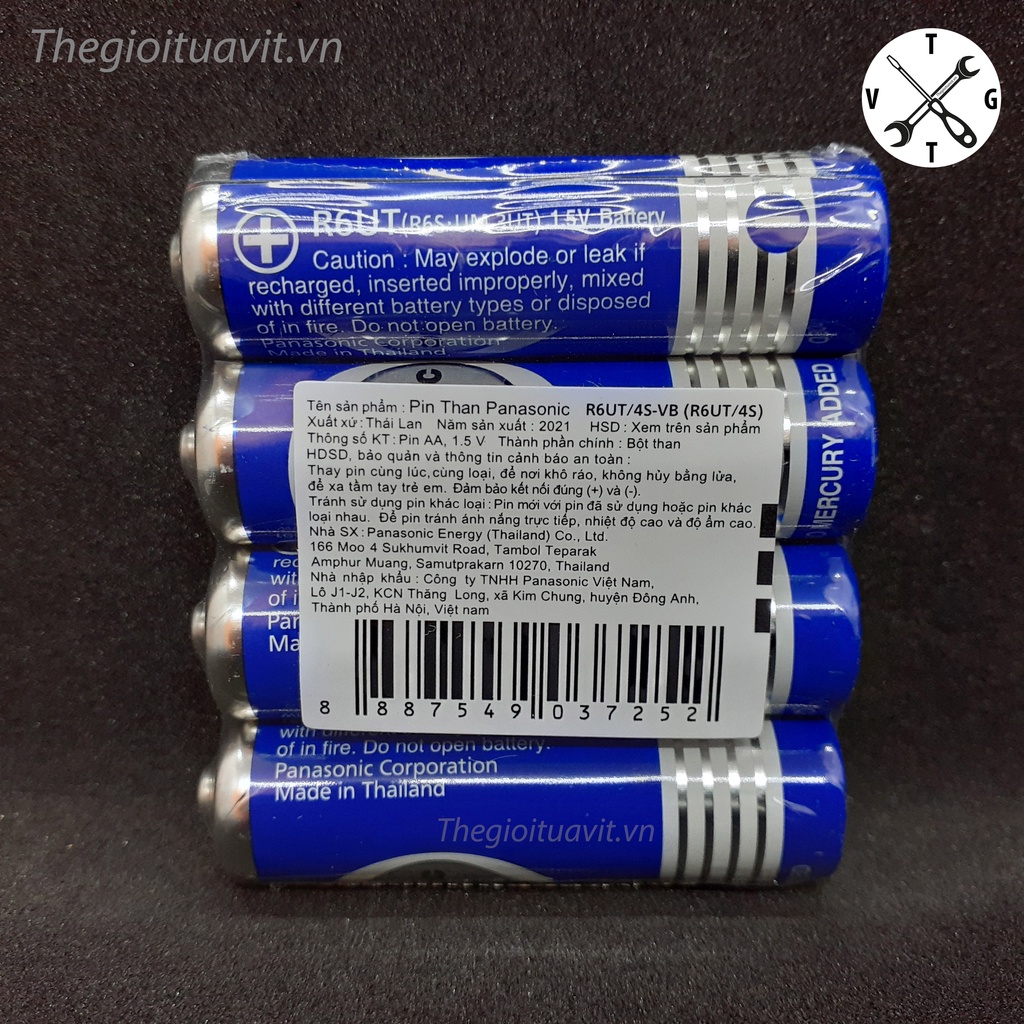 Thegioituavit.vn
T
V G
T
R6UT(R6S·UM-3UT) 1.5V Battery
Caution : May explode or leak if
recharged, inserted improperly, mixed
with different battery types or disposed
of in fire. Do not open battery.
Panasonic Corporation
Made in Thailand
MERCURY ADDED
Tên sản phẩm : Pin Than Panasonic R6UT/4S-VB (R6UT/4S)
Xuất xứ : Thái Lan Năm sản xuất : 2021 HSD : Xem trên sản phẩm
Thông số KT : Pin AA, 1.5 V Thành phần chính : Bột than
HDSD, bảo quản và thông tin cảnh báo an toàn :
Thay pin cùng lúc, cùng loại, để nơi khô ráo, không hủy bằng lửa,
để xa tầm tay trẻ em. Đảm bảo kết nối đúng (+) và (-).
Tránh sử dụng pin khác loại : Pin mới với pin đã sử dụng hoặc pin khác
loại nhau. Để pin tránh ánh nắng trực tiếp, nhiệt độ cao và độ ẩm cao.
Nhà SX : Panasonic Energy (Thailand) Co., Ltd.
166 Moo 4 Sukhumvit Road, Tambol Teparak
Amphur Muang, Samutprakarn 10270, Thailand
Nhà nhập khẩu : Công ty TNHH Panasonic Việt Nam,
Lô J1-J2, KCN Thăng Long, xã Kim Chung, huyện Đông Anh,
Thành phố Hà Nội, Việt nam
8 887549 037252
rec
with
of i
Pan
Ma
with different battery
of in fire. Do not open battery.
Panasonic Corporation
Made in Thailand
Thegioituavit.vn